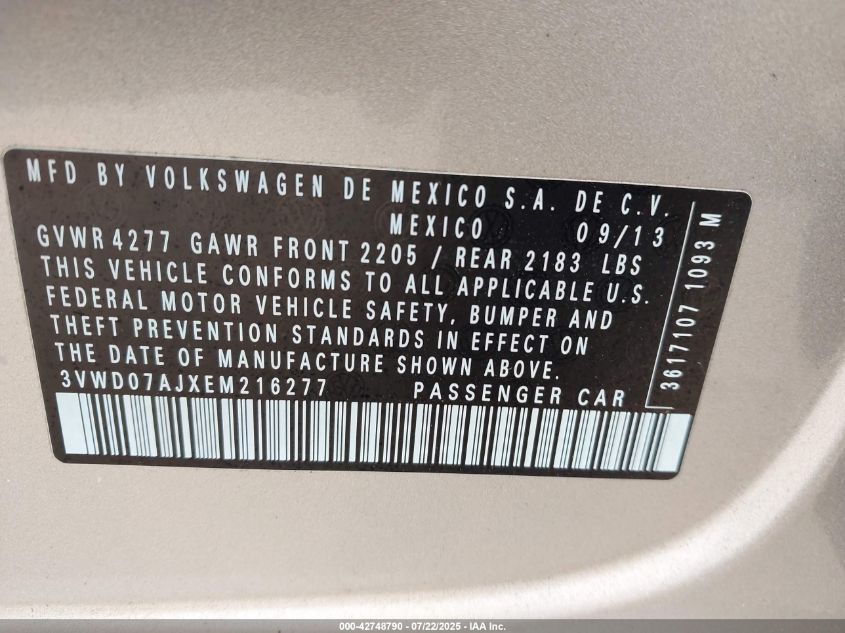 MFD BY VOLKSWAGEN DE MEXICO S.A. DE C.V.
MEXICO 09/13
GVWR 4277 GAWR FRONT 2205 / REAR 2183 LBS
THIS VEHICLE CONFORMS TO ALL APPLICABLE U.S.
FEDERAL MOTOR VEHICLE SAFETY, BUMPER AND
THEFT PREVENTION STANDARDS IN EFFECT ON
THE DATE OF MANUFACTURE SHOWN ABOVE.
3VWD07AJXEM216277 PASSENGER CAR
3617107 1093 M
000-42748790 - 07/22/2025 - IAA Inc.